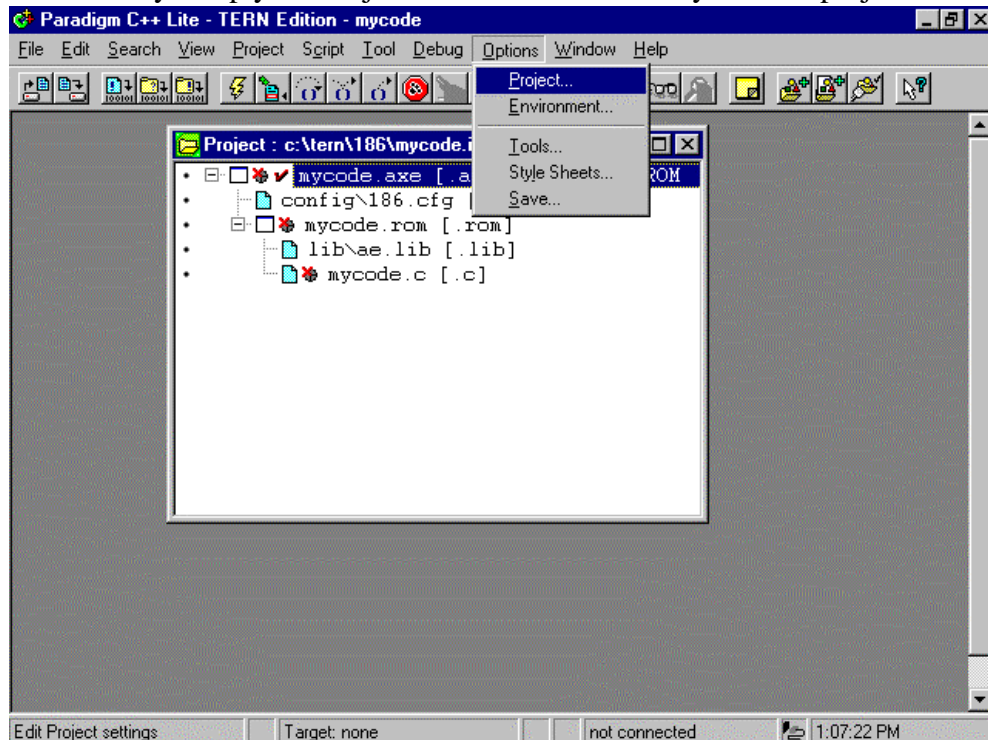 Paradigm C++ Lite - TERN Edition - mycode
File Edit Search View Project Script Tool Debug Options Window Help
Project...
Environment...
Tools...
Style Sheets...
Save...
Project : c:\tern\186\mycode.i
mycode.axe [.a
ROM
config\186.cfg [
mycode.rom [.rom]
lib\ae.lib [.lib]
mycode.c [.c]
Edit Project settings Target: none not connected 1:07:22 PM